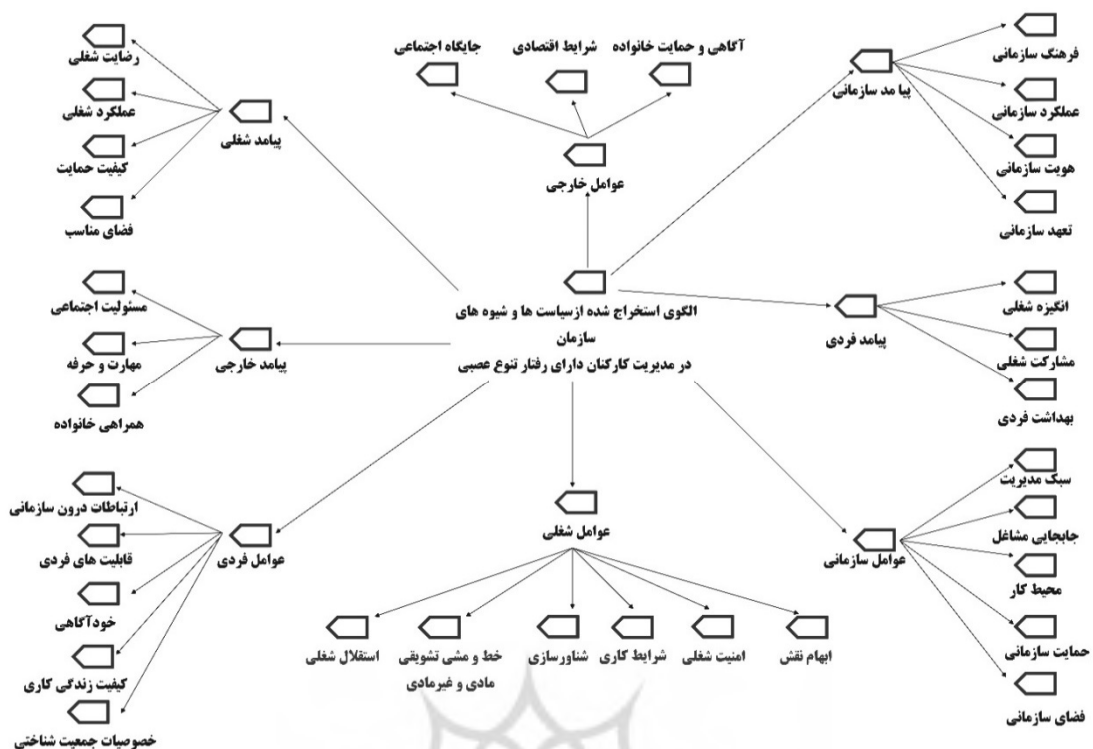 آگاهی و حمایت خانواده
شرایط اقتصادی
جایگاه اجتماعی
عوامل خارجی
پیا مد سازمانی
فرهنگ سازمانی
عملکرد سازمانی
هویت سازمانی
تعهد سازمانی
پیامد شغلی
رضایت شغلی
عملکرد شغلی
کیفیت حمایت
فضای مناسب
الگوی استخراج شده ازسیاست ها و شیوه های
سازمان
در مدیریت کارکنان دارای رفتار تنوع عصبی
پیامد فردی
انگیزه شغلی
مشارکت شغلی
بهداشت فردی
پیامد خارجی
مسئولیت اجتماعی
مهارت و حرفه
همراهی خانواده
عوامل سازمانی
سبک مدیریت
جابجایی مشاغل
محیط کار
حمایت سازمانی
فضای سازمانی
عوامل شغلی
ابهام نقش
امنیت شغلی
شرایط کاری
شناورسازی
خط و مشی تشویقی
مادی و غیرمادی
استقلال شغلی
عوامل فردی
ارتباطات درون سازمانی
قابلیت های فردی
خودآگاهی
کیفیت زندگی کاری
خصوصیات جمعیت شناختی